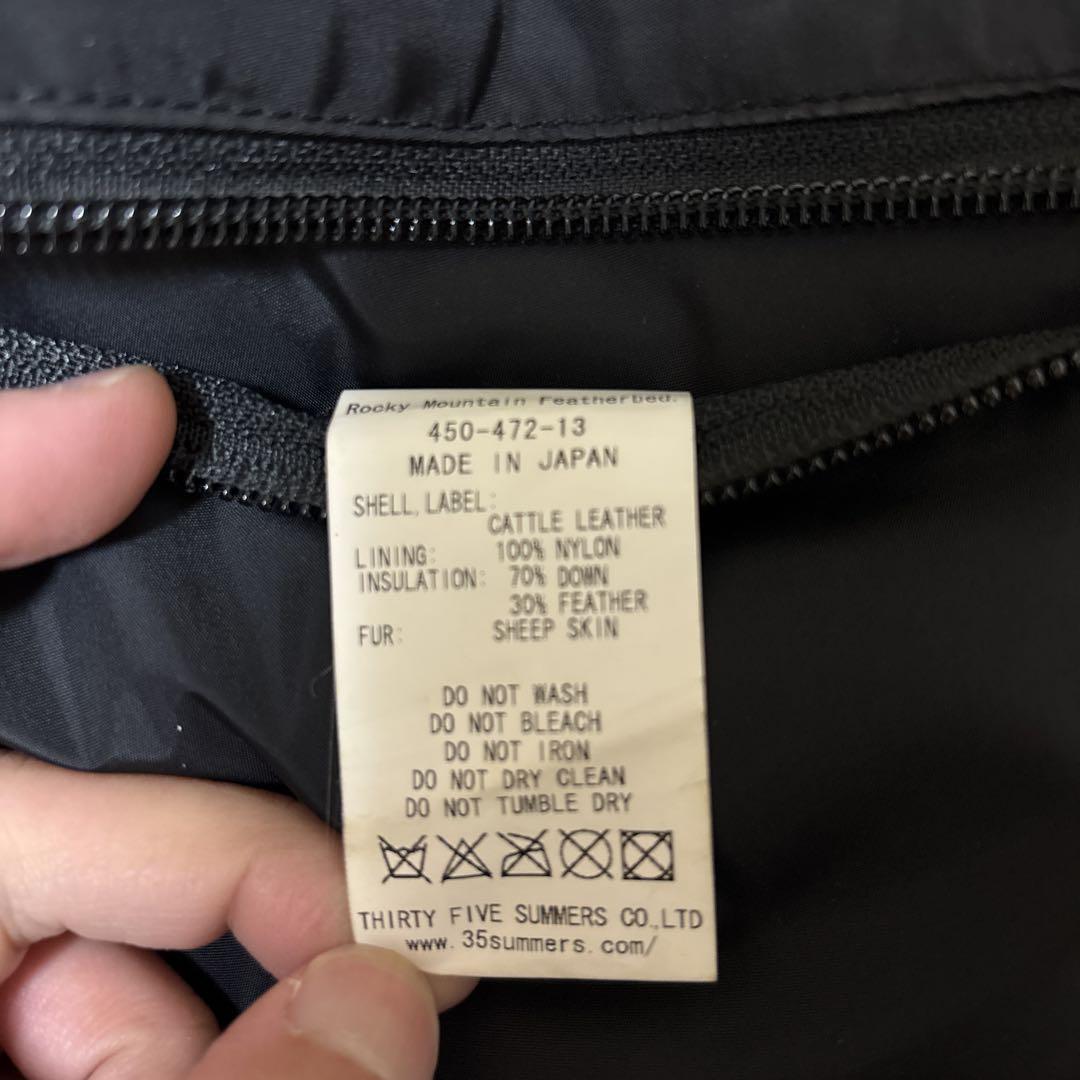 Rocky Mountain Featherbed.
450-472-13
MADE IN JAPAN
SHELL, LABEL:
CATTLE LEATHER
LINING: 100% NYLON
INSULATION: 70% DOWN
30% FEATHER
FUR: SHEEP SKIN
DO NOT WASH
DO NOT BLEACH
DO NOT IRON
DO NOT DRY CLEAN
DO NOT TUMBLE DRY
THIRTY FIVE SUMMERS CO.,LTD
www.35summers.com/